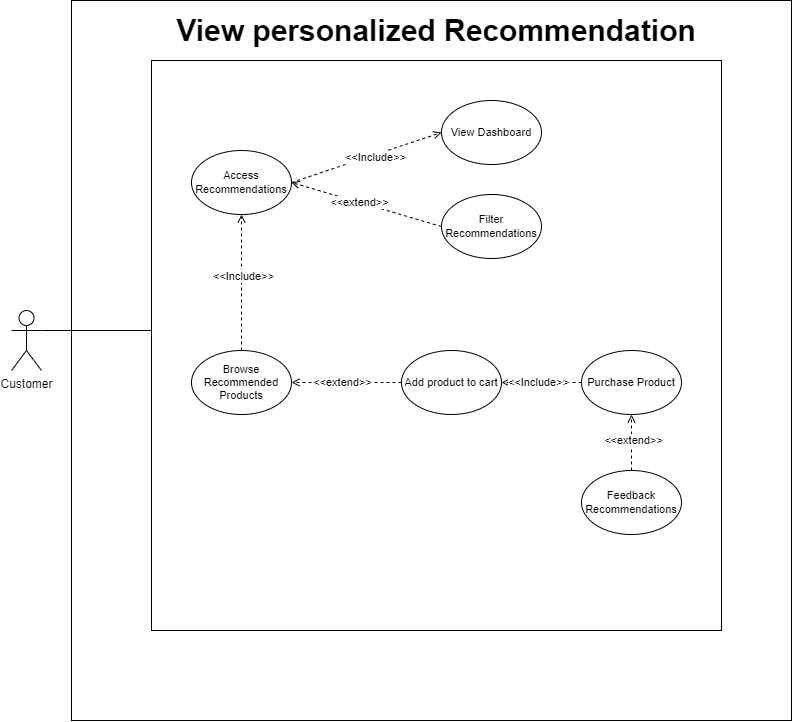 View personalized Recommendation
View Dashboard
<<Include>>
Access
Recommendations
<<extend>>
Filter
Recommendations
<<Include>>
Customer
Browse
Recommended
Products
<<extend>>
Add product to cart
<<Include>>
Purchase Product
<<extend>>
Feedback
Recommendations